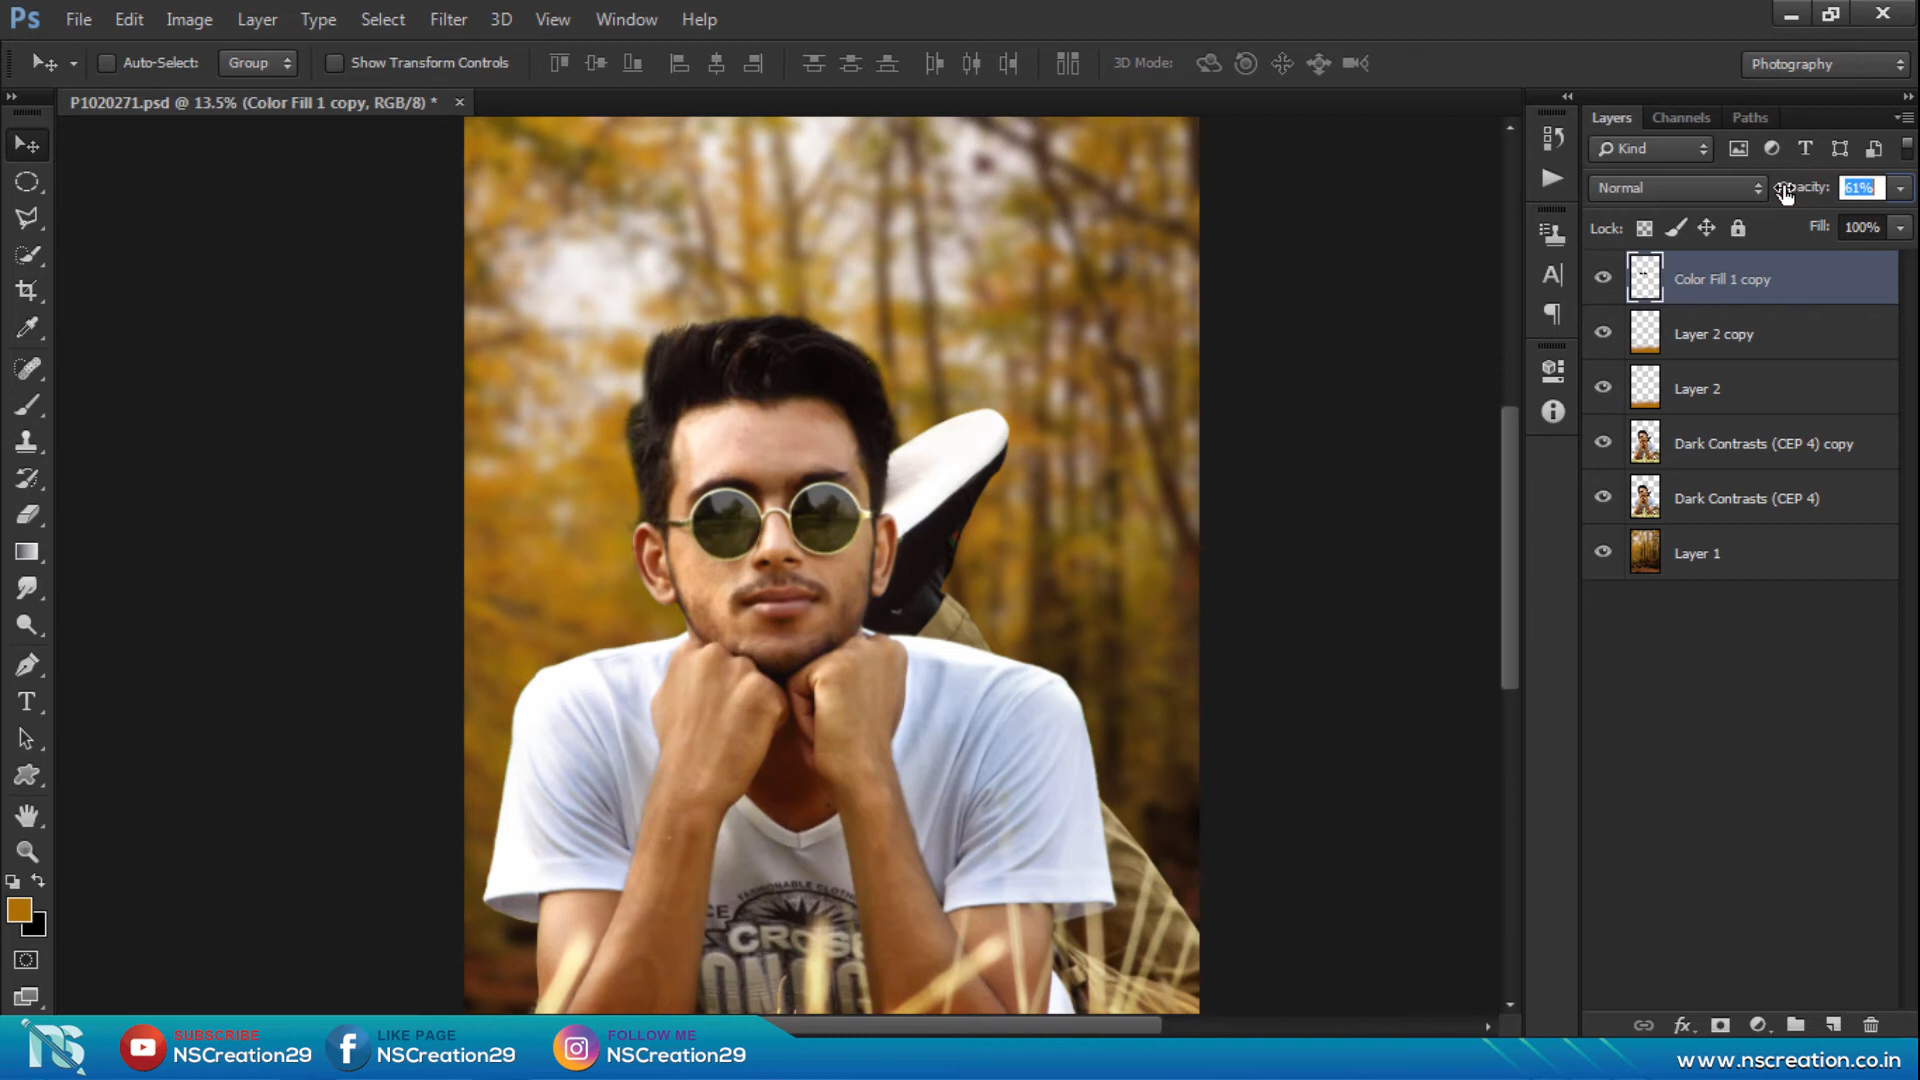 Ps File Edit Image Layer Type Select Filter 3D View Window Help
Auto-Select: Group Show Transform Controls 3D Mode: Photography
P1020271.psd @ 13.5% (Color Fill 1 copy, RGB/8) *
Layers Channels Paths
Kind
Normal Opacity: 61%
Lock: Fill: 100%
Color Fill 1 copy
Layer 2 copy
Layer 2
Dark Contrasts (CEP 4) copy
Dark Contrasts (CEP 4)
Layer 1
FASHIONABLE
CROSS
SUBSCRIBE
NSCreation29
LIKE PAGE
NSCreation29
FOLLOW ME
NSCreation29
www.nscreation.co.in